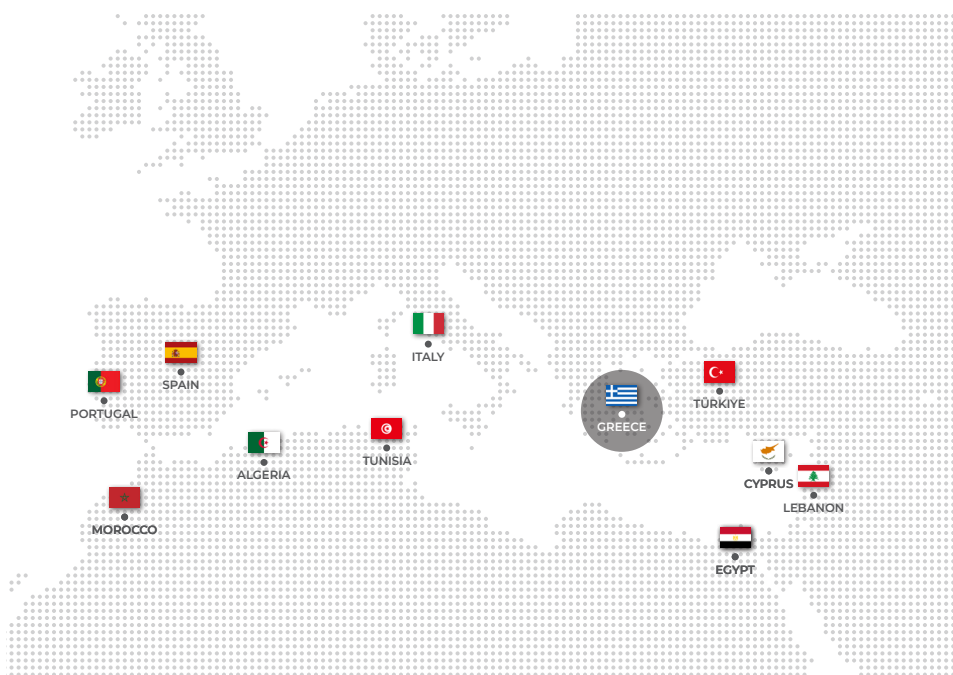 ITALY
SPAIN
TÜRKIYE
PORTUGAL
GREECE
TUNISIA
ALGERIA
CYPRUS
LEBANON
MOROCCO
EGYPT